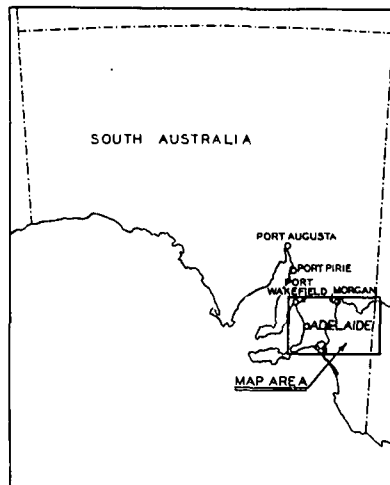 SOUTH AUSTRALIA
PORT AUGUSTA
PORT PIRIE
PORT
WAKEFIELD
MORGAN
ADELAIDE
MAP AREA